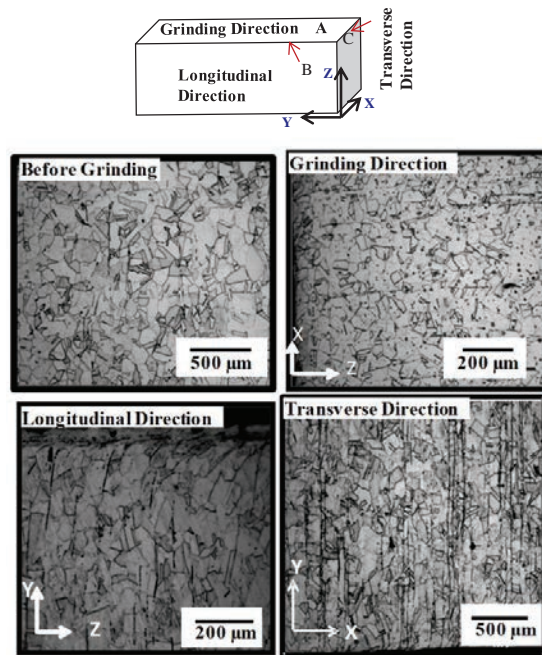 Grinding Direction A
C
Transverse
Direction
Longitudinal
Direction
B
Z
X
Y
Before Grinding
500 μm
Grinding Direction
X
Z
200 μm
Longitudinal Direction
Y
Z
200 μm
Transverse Direction
Y
X
500 μm